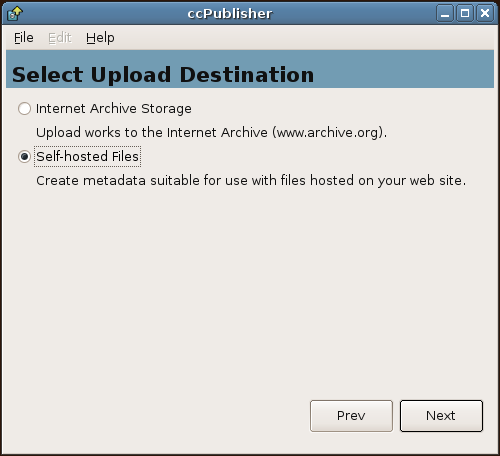 ccPublisher
File Edit Help
Select Upload Destination
Internet Archive Storage
Upload works to the Internet Archive (www.archive.org).
Self-hosted Files
Create metadata suitable for use with files hosted on your web site.
Prev Next